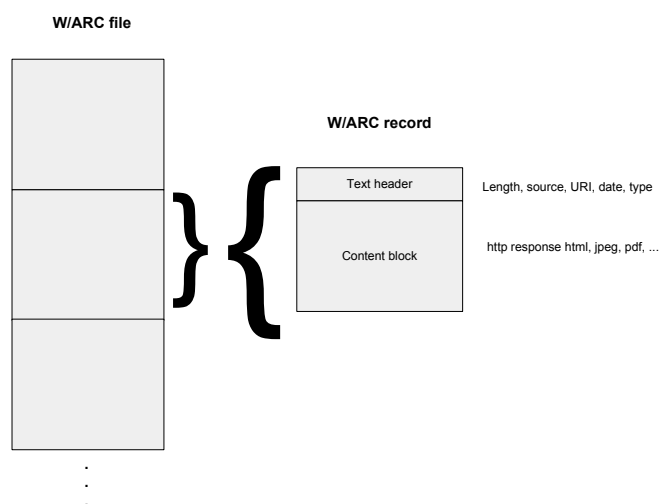 W/ARC file
W/ARC record
Text header
Length, source, URI, date, type
Content block
http response html, jpeg, pdf, ...
.
.
.